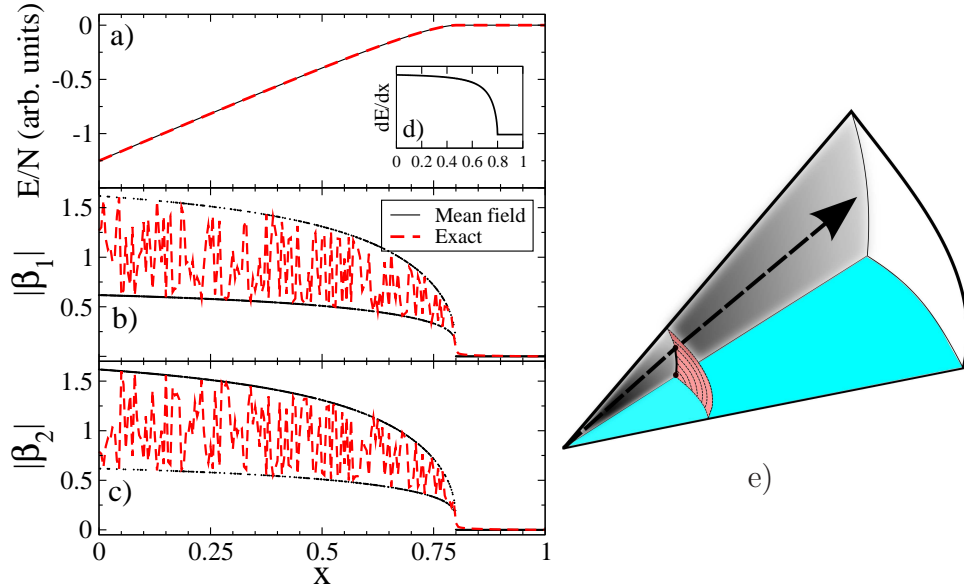 0
a)
-0.5
-1
E/N (arb. units)
dE/dx
d)
0 0.2 0.4 0.6 0.8 1
1.5
1
0.5
0
|β₁|
b)
Mean field
Exact
1.5
1
0.5
0
|β₂|
c)
0 0.25 0.5 0.75 1
x
e)